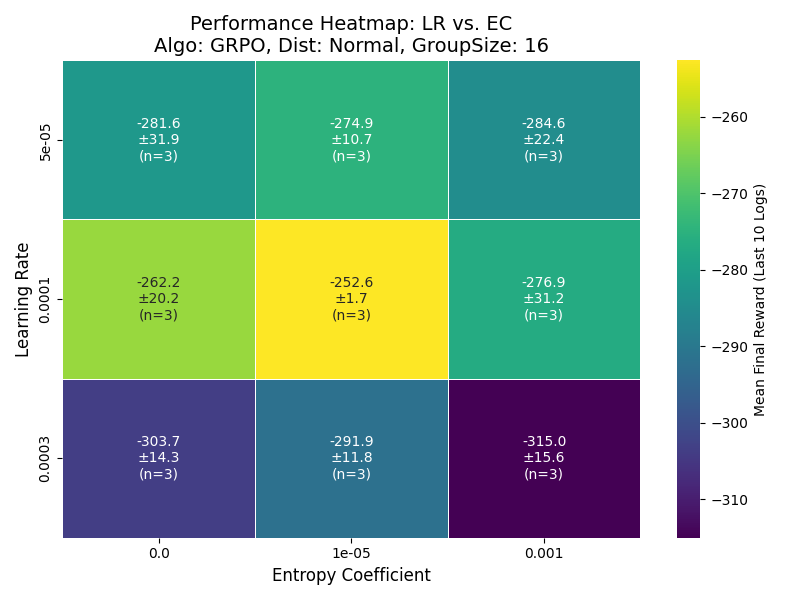 Performance Heatmap: LR vs. EC
Algo: GRPO, Dist: Normal, GroupSize: 16
Learning Rate
5e-05
-281.6
±31.9
(n=3)
-274.9
±10.7
(n=3)
-284.6
±22.4
(n=3)
0.0001
-262.2
±20.2
(n=3)
-252.6
±1.7
(n=3)
-276.9
±31.2
(n=3)
0.0003
-303.7
±14.3
(n=3)
-291.9
±11.8
(n=3)
-315.0
±15.6
(n=3)
0.0
1e-05
0.001
Entropy Coefficient
−260
−270
−280
−290
−300
−310
Mean Final Reward (Last 10 Logs)